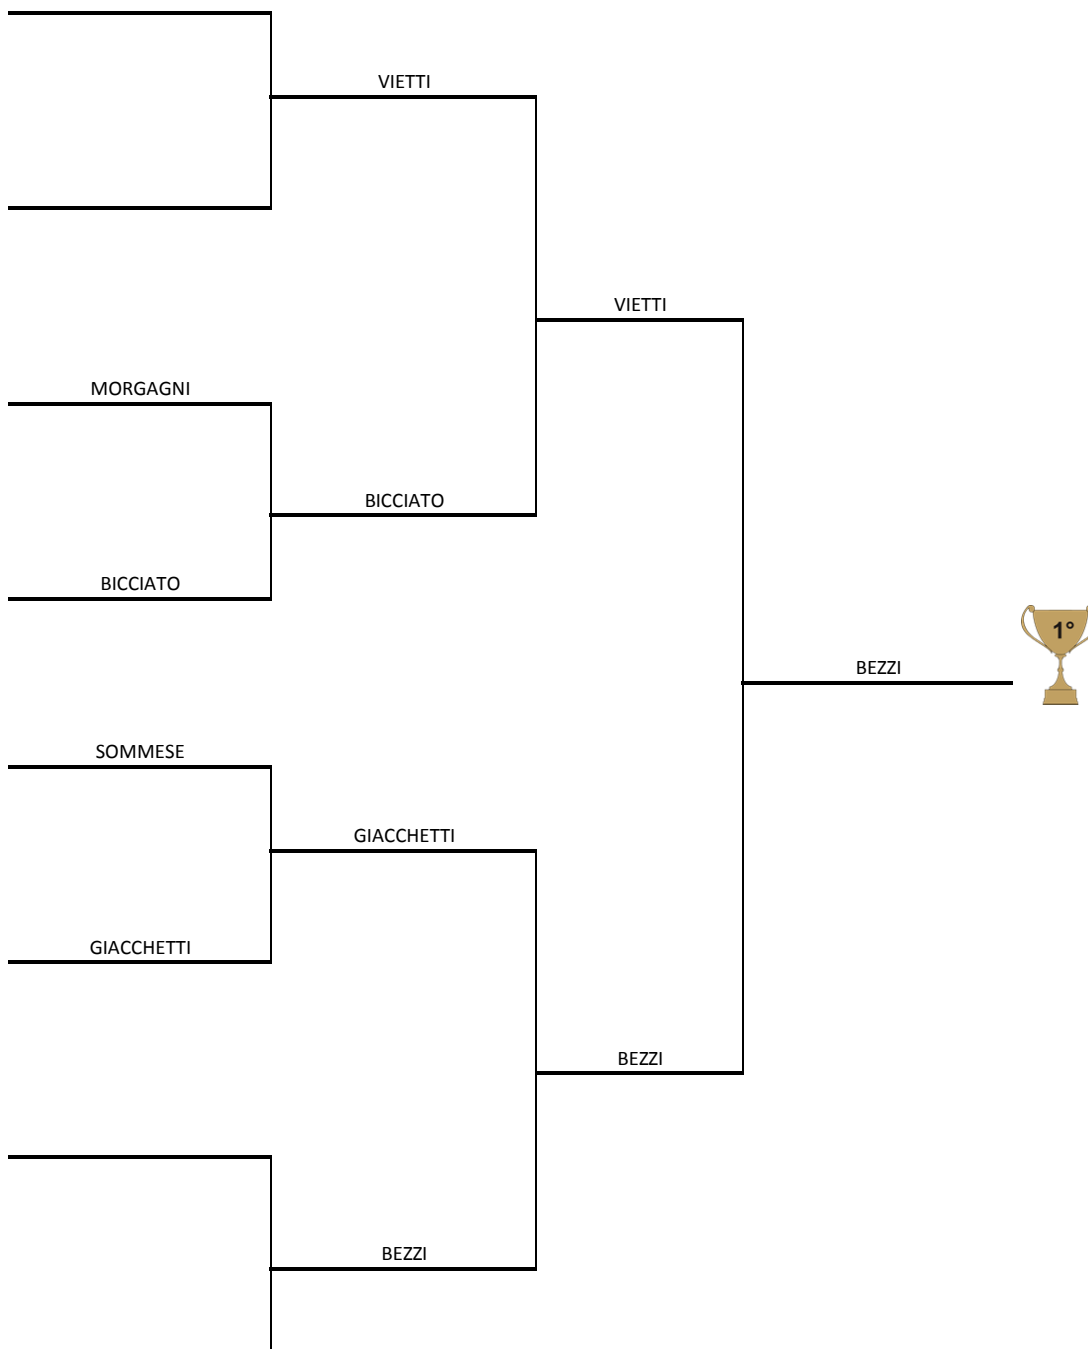 VIETTI
VIETTI
MORGAGNI
BICCIATO
BICCIATO
1°
BEZZI
SOMMESE
GIACCHETTI
GIACCHETTI
BEZZI
BEZZI